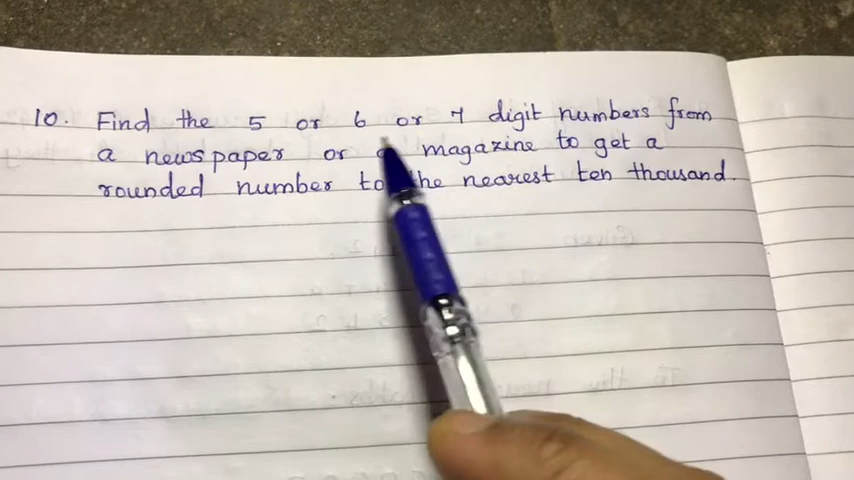 10. Find the 5 or 6 or 7 digit numbers from
a newspaper or magazine to get a
rounded number to the nearest ten thousand.